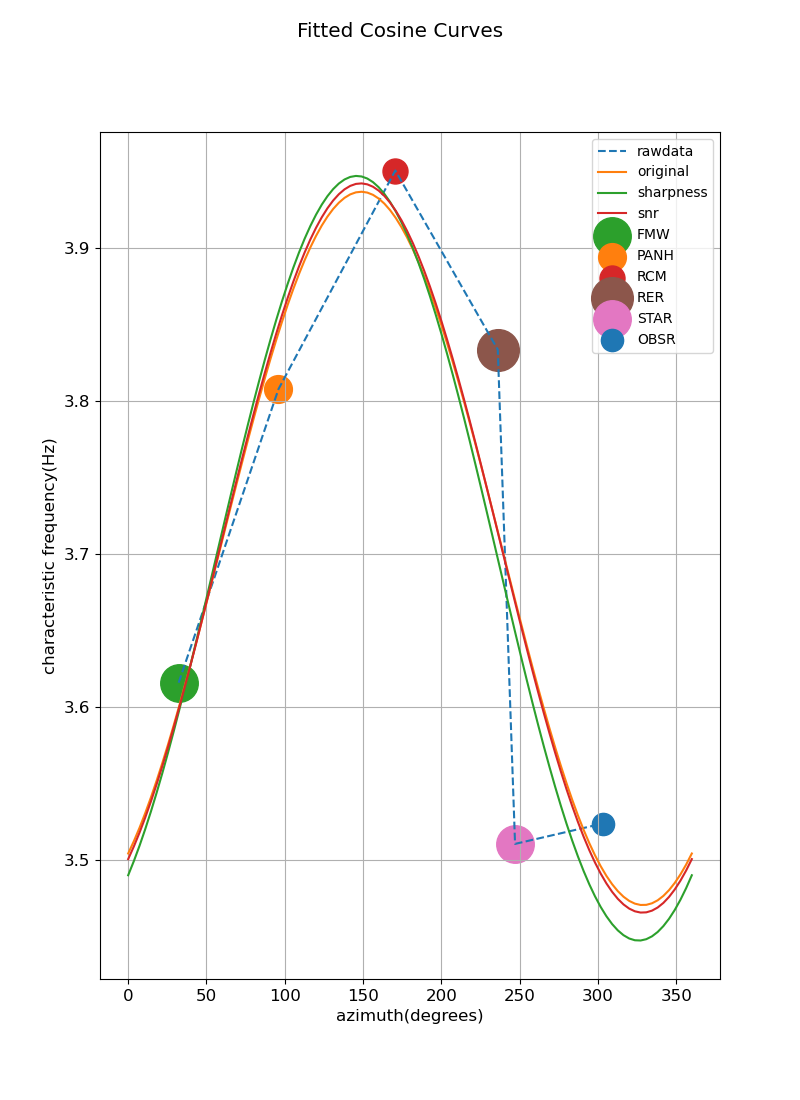 Fitted Cosine Curves
rawdata
original
sharpness
snr
FMW
PANH
RCM
RER
STAR
OBSR
3.9
3.8
3.7
3.6
3.5
characteristic frequency(Hz)
0 50 100 150 200 250 300 350
azimuth(degrees)